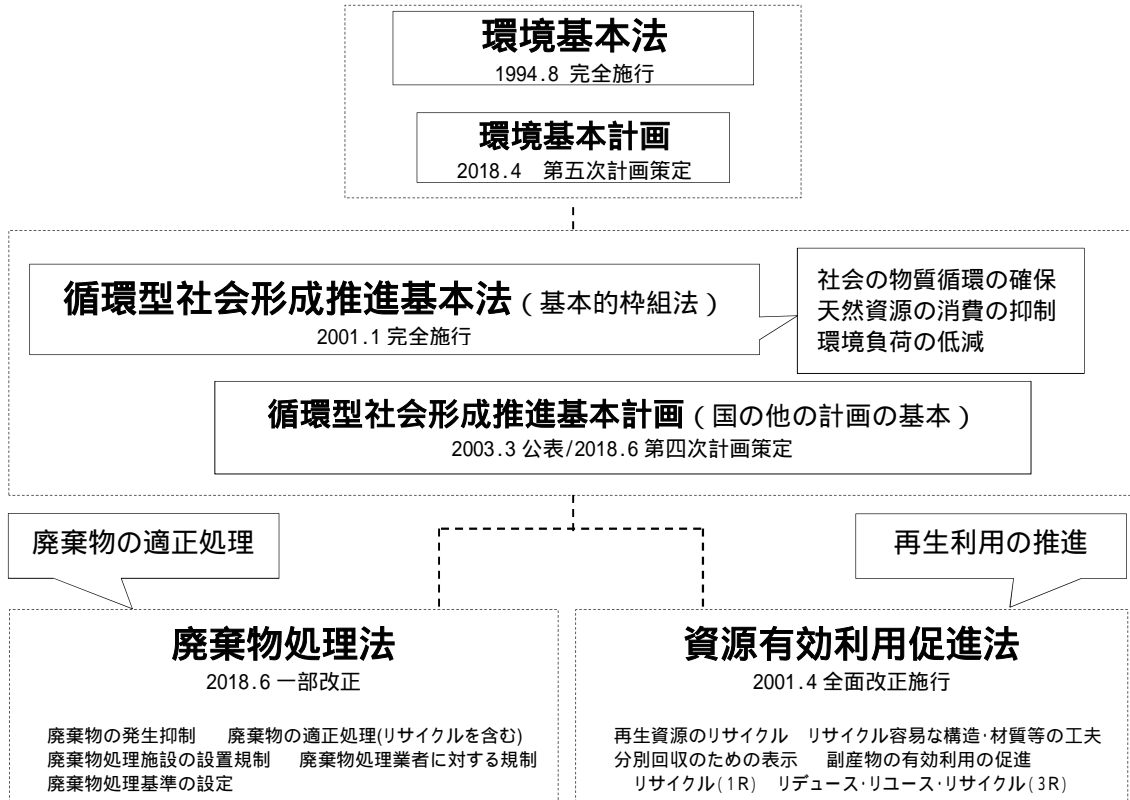 環境基本法
1994.8 完全施行
環境基本計画
2018.4　第五次計画策定
循環型社会形成推進基本法（基本的枠組法）
2001.1 完全施行
社会の物質循環の確保
天然資源の消費の抑制
環境負荷の低減
循環型社会形成推進基本計画（国の他の計画の基本）
2003.3 公表/2018.6 第四次計画策定
廃棄物の適正処理
再生利用の推進
廃棄物処理法
2018.6 一部改正
廃棄物の発生抑制　廃棄物の適正処理(リサイクルを含む)
廃棄物処理施設の設置規制　廃棄物処理業者に対する規制
廃棄物処理基準の設定
資源有効利用促進法
2001.4 全面改正施行
再生資源のリサイクル　リサイクル容易な構造･材質等の工夫
分別回収のための表示　副産物の有効利用の促進
リサイクル(1R)　リデュース･リユース･リサイクル(3R)